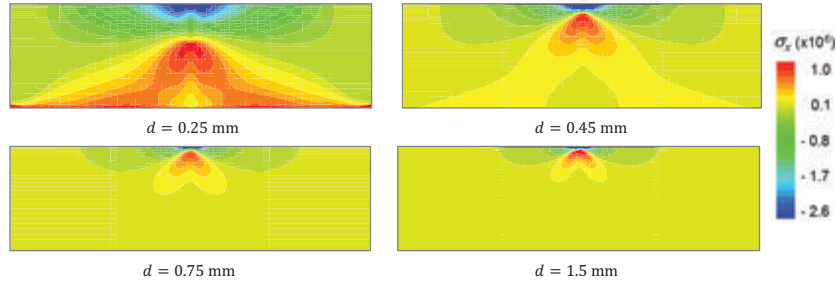 σₓ (x10⁶)
1.0
0.1
- 0.8
- 1.7
- 2.6
d = 0.25 mm
d = 0.45 mm
d = 0.75 mm
d = 1.5 mm